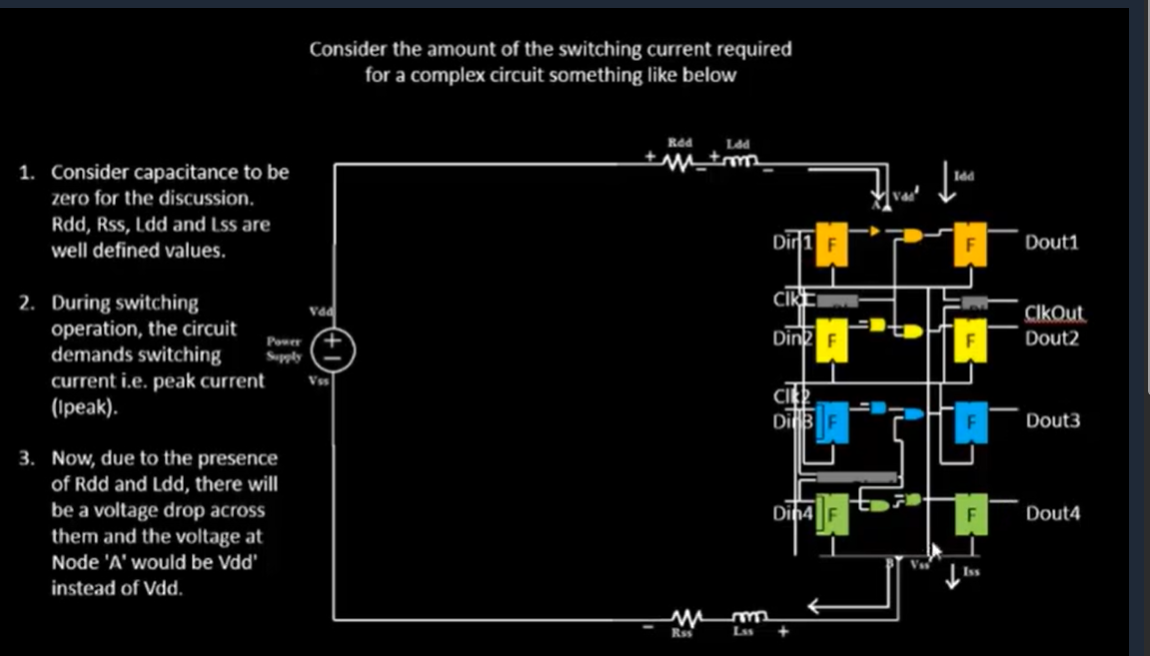 Consider the amount of the switching current required
for a complex circuit something like below
1. Consider capacitance to be
zero for the discussion.
Rdd, Rss, Ldd and Lss are
well defined values.
2. During switching
operation, the circuit
demands switching
current i.e. peak current
(Ipeak).
3. Now, due to the presence
of Rdd and Ldd, there will
be a voltage drop across
them and the voltage at
Node 'A' would be Vdd'
instead of Vdd.
Vdd
Power
Supply
+
−
Vss
Rdd
Ldd
+
−
+
−
A
Vdd'
Idd
Din1
F
F
Dout1
Clk1
ClkOut
Din2
F
F
Dout2
Clk2
Din3
F
F
Dout3
Din4
F
F
Dout4
B
Vss'
Iss
−
Rss
Lss
+